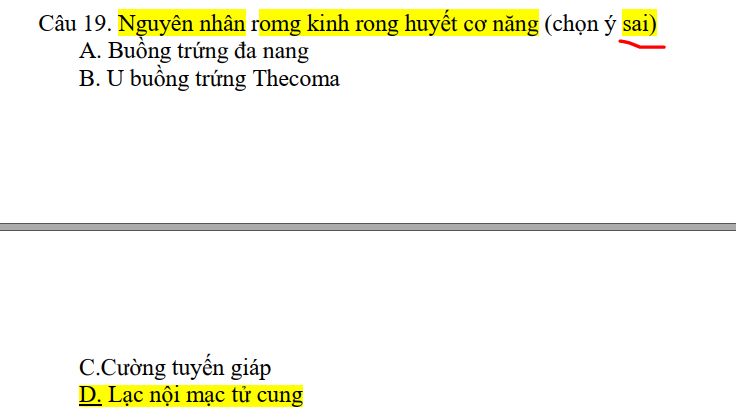 Câu 19. Nguyên nhân romg kinh rong huyết cơ năng (chọn ý sai)
A. Buồng trứng đa nang
B. U buồng trứng Thecoma
C.Cường tuyến giáp
D. Lạc nội mạc tử cung